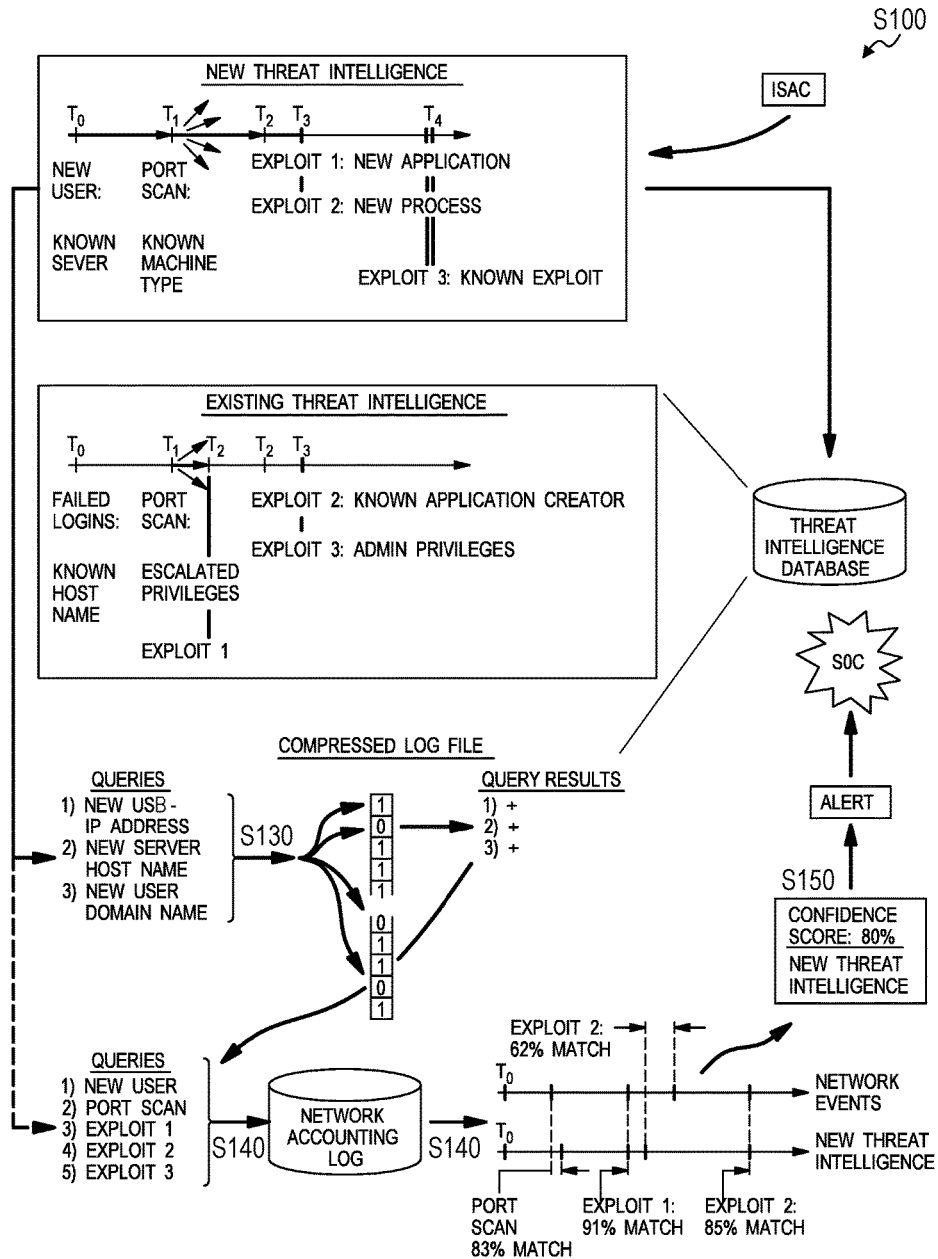 S100
NEW THREAT INTELLIGENCE
ISAC
T0 T1 T2 T3 T4
NEW USER:
PORT SCAN:
EXPLOIT 1: NEW APPLICATION
EXPLOIT 2: NEW PROCESS
KNOWN SEVER
KNOWN MACHINE TYPE
EXPLOIT 3: KNOWN EXPLOIT
EXISTING THREAT INTELLIGENCE
T0 T1 T2 T2 T3
FAILED LOGINS:
PORT SCAN:
EXPLOIT 2: KNOWN APPLICATION CREATOR
EXPLOIT 3: ADMIN PRIVILEGES
KNOWN HOST NAME
ESCALATED PRIVILEGES
EXPLOIT 1
THREAT
INTELLIGENCE
DATABASE
SOC
ALERT
S150
CONFIDENCE
SCORE: 80%
NEW THREAT
INTELLIGENCE
COMPRESSED LOG FILE
QUERIES
1) NEW USB -
IP ADDRESS
2) NEW SERVER
HOST NAME
3) NEW USER
DOMAIN NAME
S130
1
0
1
1
1
0
1
1
0
1
QUERY RESULTS
1) +
2) +
3) +
QUERIES
1) NEW USER
2) PORT SCAN
3) EXPLOIT 1
4) EXPLOIT 2
5) EXPLOIT 3
S140
NETWORK
ACCOUNTING
LOG
S140
EXPLOIT 2:
62% MATCH
T0
NETWORK
EVENTS
T0
NEW THREAT
INTELLIGENCE
PORT
SCAN
83% MATCH
EXPLOIT 1:
91% MATCH
EXPLOIT 2:
85% MATCH